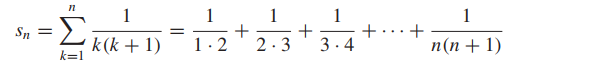 $s_n = \sum_{k=1}^{n} \frac{1}{k(k+1)} = \frac{1}{1 \cdot 2} + \frac{1}{2 \cdot 3} + \frac{1}{3 \cdot 4} + \cdots + \frac{1}{n(n+1)}$